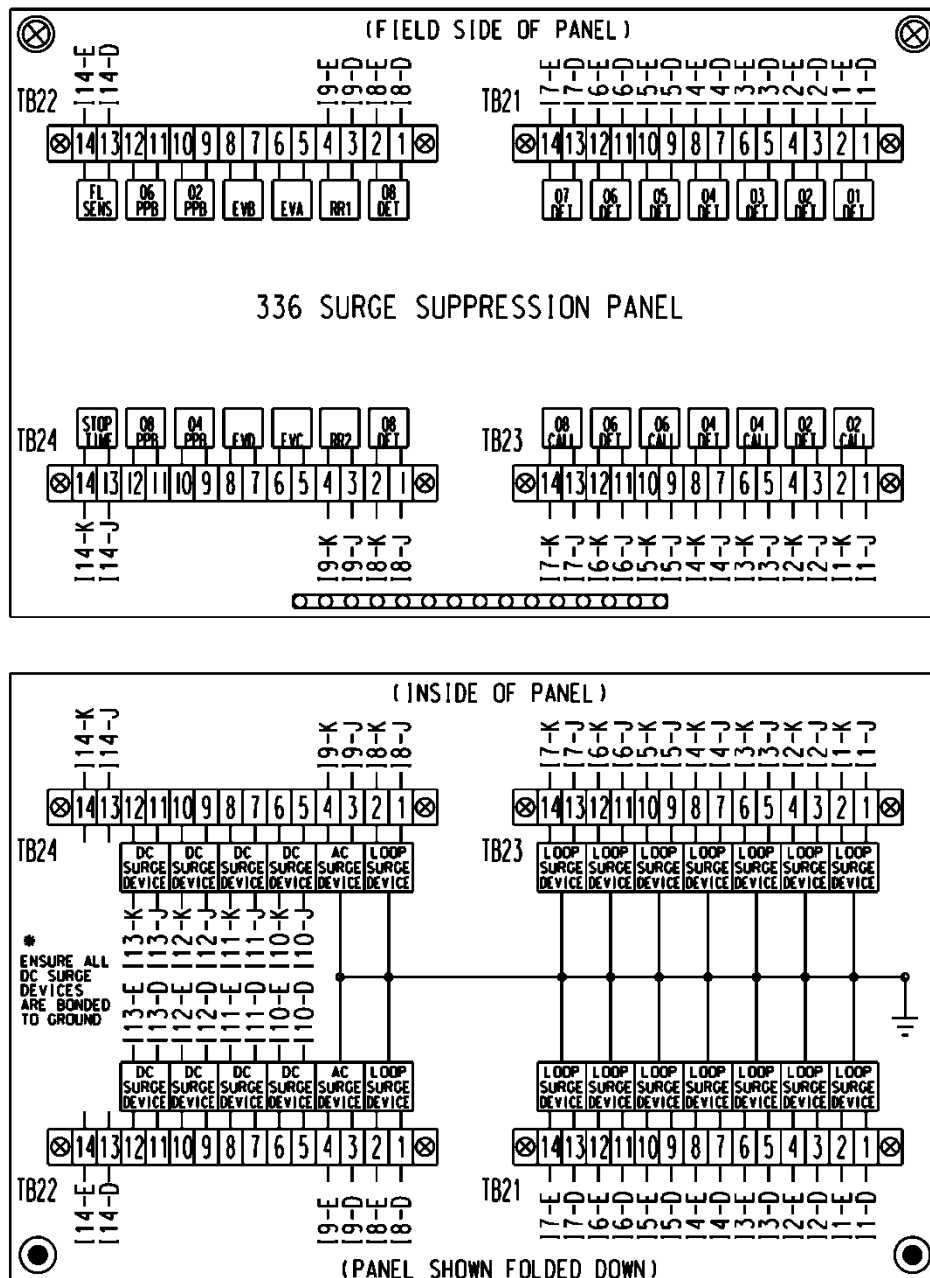 (FIELD SIDE OF PANEL)
I14-E I14-D I9-E I9-D I8-E I8-D I7-E I7-D I6-E I6-D I5-E I5-D I4-E I4-D I3-E I3-D I2-E I2-D I1-E I1-D
TB22 TB21
14 13 12 11 10 9 8 7 6 5 4 3 2 1 14 13 12 11 10 9 8 7 6 5 4 3 2 1
FL SENS 06 PPB 02 PPB EVB EVA RR1 08 DET 07 DET 06 DET 05 DET 04 DET 03 DET 02 DET 01 DET
336 SURGE SUPPRESSION PANEL
STOP TIME 08 PPB 04 PPB EVD EVC RR2 08 DET 08 CALL 06 DET 06 CALL 04 DET 04 CALL 02 DET 02 CALL
TB24 TB23
14 13 12 11 10 9 8 7 6 5 4 3 2 1 14 13 12 11 10 9 8 7 6 5 4 3 2 1
I14-K I14-J I9-K I9-J I8-K I8-J I7-K I7-J I6-K I6-J I5-K I5-J I4-K I4-J I3-K I3-J I2-K I2-J I1-K I1-J
(INSIDE OF PANEL)
I14-K I14-J I9-K I9-J I8-K I8-J I7-K I7-J I6-K I6-J I5-K I5-J I4-K I4-J I3-K I3-J I2-K I2-J I1-K I1-J
14 13 12 11 10 9 8 7 6 5 4 3 2 1 14 13 12 11 10 9 8 7 6 5 4 3 2 1
TB24 TB23
DC DC DC DC AC LOOP LOOP LOOP LOOP LOOP LOOP LOOP LOOP
SURGE SURGE SURGE SURGE SURGE SURGE SURGE SURGE SURGE SURGE SURGE SURGE SURGE
DEVICE DEVICE DEVICE DEVICE DEVICE DEVICE DEVICE DEVICE DEVICE DEVICE DEVICE DEVICE DEVICE
I13-K I13-J I12-K I12-J I11-K I11-J I10-K I10-J
*
ENSURE ALL
DC SURGE
DEVICES
ARE BONDED
TO GROUND
I13-E I13-D I12-E I12-D I11-E I11-D I10-E I10-D
DC DC DC DC AC LOOP LOOP LOOP LOOP LOOP LOOP LOOP LOOP
SURGE SURGE SURGE SURGE SURGE SURGE SURGE SURGE SURGE SURGE SURGE SURGE SURGE
DEVICE DEVICE DEVICE DEVICE DEVICE DEVICE DEVICE DEVICE DEVICE DEVICE DEVICE DEVICE DEVICE
14 13 12 11 10 9 8 7 6 5 4 3 2 1 14 13 12 11 10 9 8 7 6 5 4 3 2 1
TB22 TB21
I14-E I14-D I9-E I9-D I8-E I8-D I7-E I7-D I6-E I6-D I5-E I5-D I4-E I4-D I3-E I3-D I2-E I2-D I1-E I1-D
(PANEL SHOWN FOLDED DOWN)